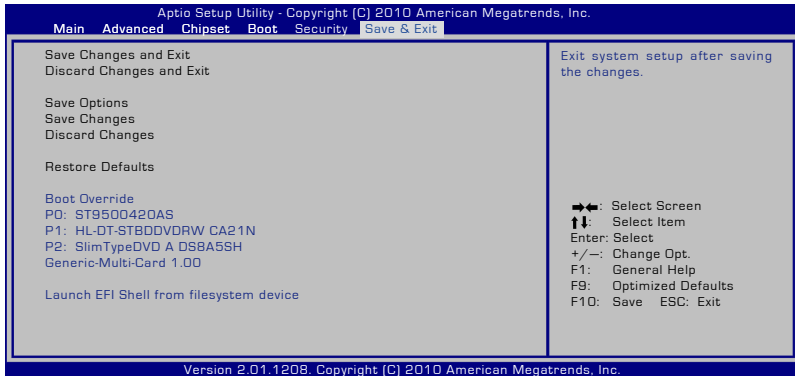 Aptio Setup Utility - Copyright (C) 2010 American Megatrends, Inc.
Main Advanced Chipset Boot Security Save & Exit
Save Changes and Exit
Discard Changes and Exit
Save Options
Save Changes
Discard Changes
Restore Defaults
Boot Override
P0: ST9500420AS
P1: HL-DT-STBDDVDRW CA21N
P2: SlimTypeDVD A DS8A5SH
Generic-Multi-Card 1.00
Launch EFI Shell from filesystem device
Exit system setup after saving
the changes.
→←: Select Screen
↑↓: Select Item
Enter: Select
+/—: Change Opt.
F1: General Help
F9: Optimized Defaults
F10: Save ESC: Exit
Version 2.01.1208. Copyright (C) 2010 American Megatrends, Inc.